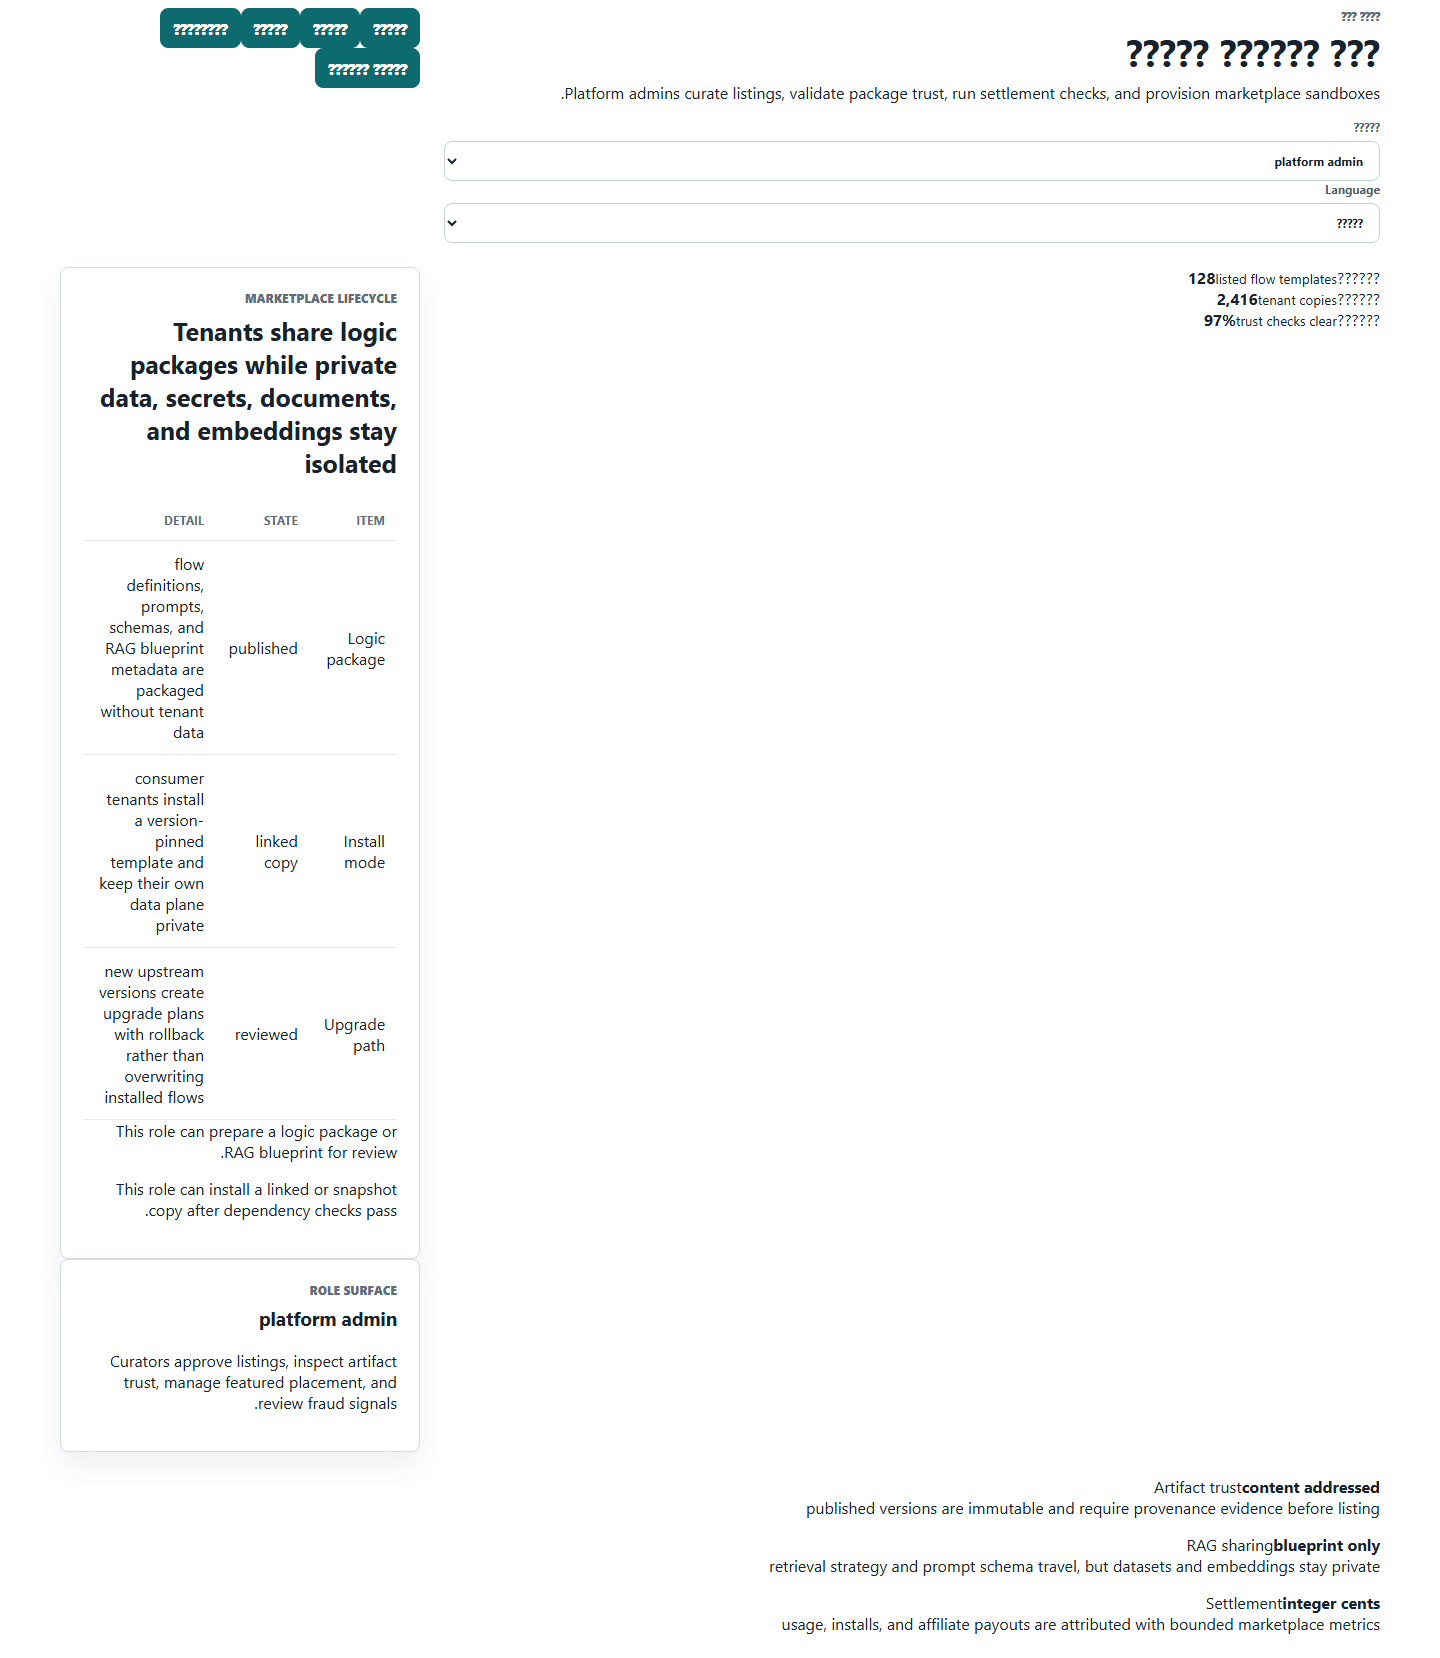 ???? ???
??? ?????? ?????
Platform admins curate listings, validate package trust, run settlement checks, and provision marketplace sandboxes.
?????
platform admin
Language
?????
?????
?????
?????
????????
????? ??????
??????listed flow templates128
??????tenant copies2,416
??????trust checks clear97%
MARKETPLACE LIFECYCLE
Tenants share logic
packages while private
data, secrets, documents,
and embeddings stay
isolated
ITEM STATE DETAIL
Logic
package
published
flow
definitions,
prompts,
schemas, and
RAG blueprint
metadata are
packaged
without tenant
data
Install
mode
linked
copy
consumer
tenants install
a version-
pinned
template and
keep their own
data plane
private
Upgrade
path
reviewed
new upstream
versions create
upgrade plans
with rollback
rather than
overwriting
installed flows
This role can prepare a logic package or
RAG blueprint for review.
This role can install a linked or snapshot
copy after dependency checks pass.
ROLE SURFACE
platform admin
Curators approve listings, inspect artifact
trust, manage featured placement, and
review fraud signals.
Artifact trustcontent addressed
published versions are immutable and require provenance evidence before listing
RAG sharingblueprint only
retrieval strategy and prompt schema travel, but datasets and embeddings stay private
Settlementinteger cents
usage, installs, and affiliate payouts are attributed with bounded marketplace metrics